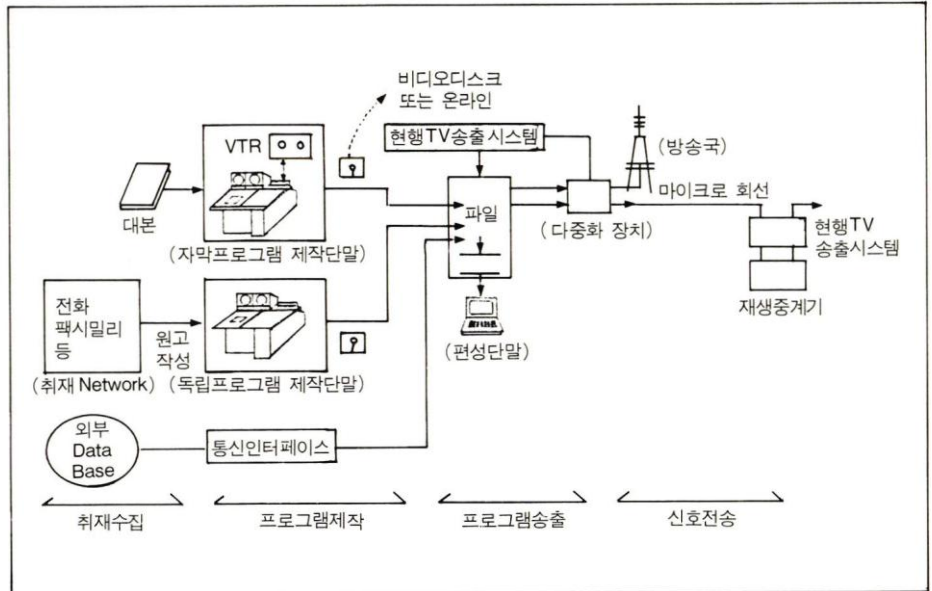 비디오디스크
또는 온라인
현행TV송출시스템
VTR
(방송국)
대본
파일
마이크로 회선
(다중화 장치)
현행TV
송출시스템
(자막프로그램 제작단말)
재생중계기
전화
팩시밀리
등
원고
작성
(편성단말)
(취재 Network)
(독립프로그램 제작단말)
외부
Data
Base
통신인터페이스
취재수집
프로그램제작
프로그램송출
신호전송